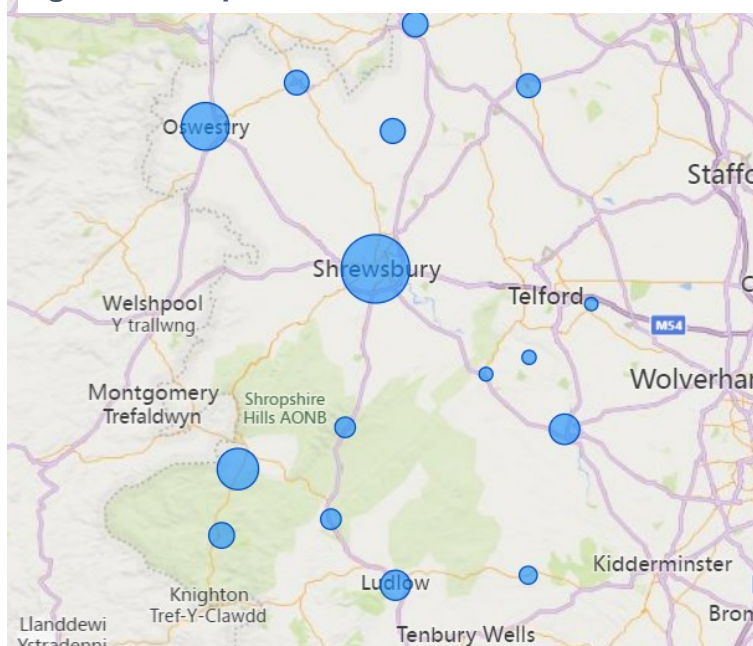 Oswestry
Staffo
Shrewsbury
Telford
Welshpool
Y trallwng
M54
Wolverhar
Montgomery
Trefaldwyn
Shropshire
Hills AONB
Kidderminster
Ludlow
Knighton
Tref-Y-Clawdd
Bron
Llanddewi
Tenbury Wells